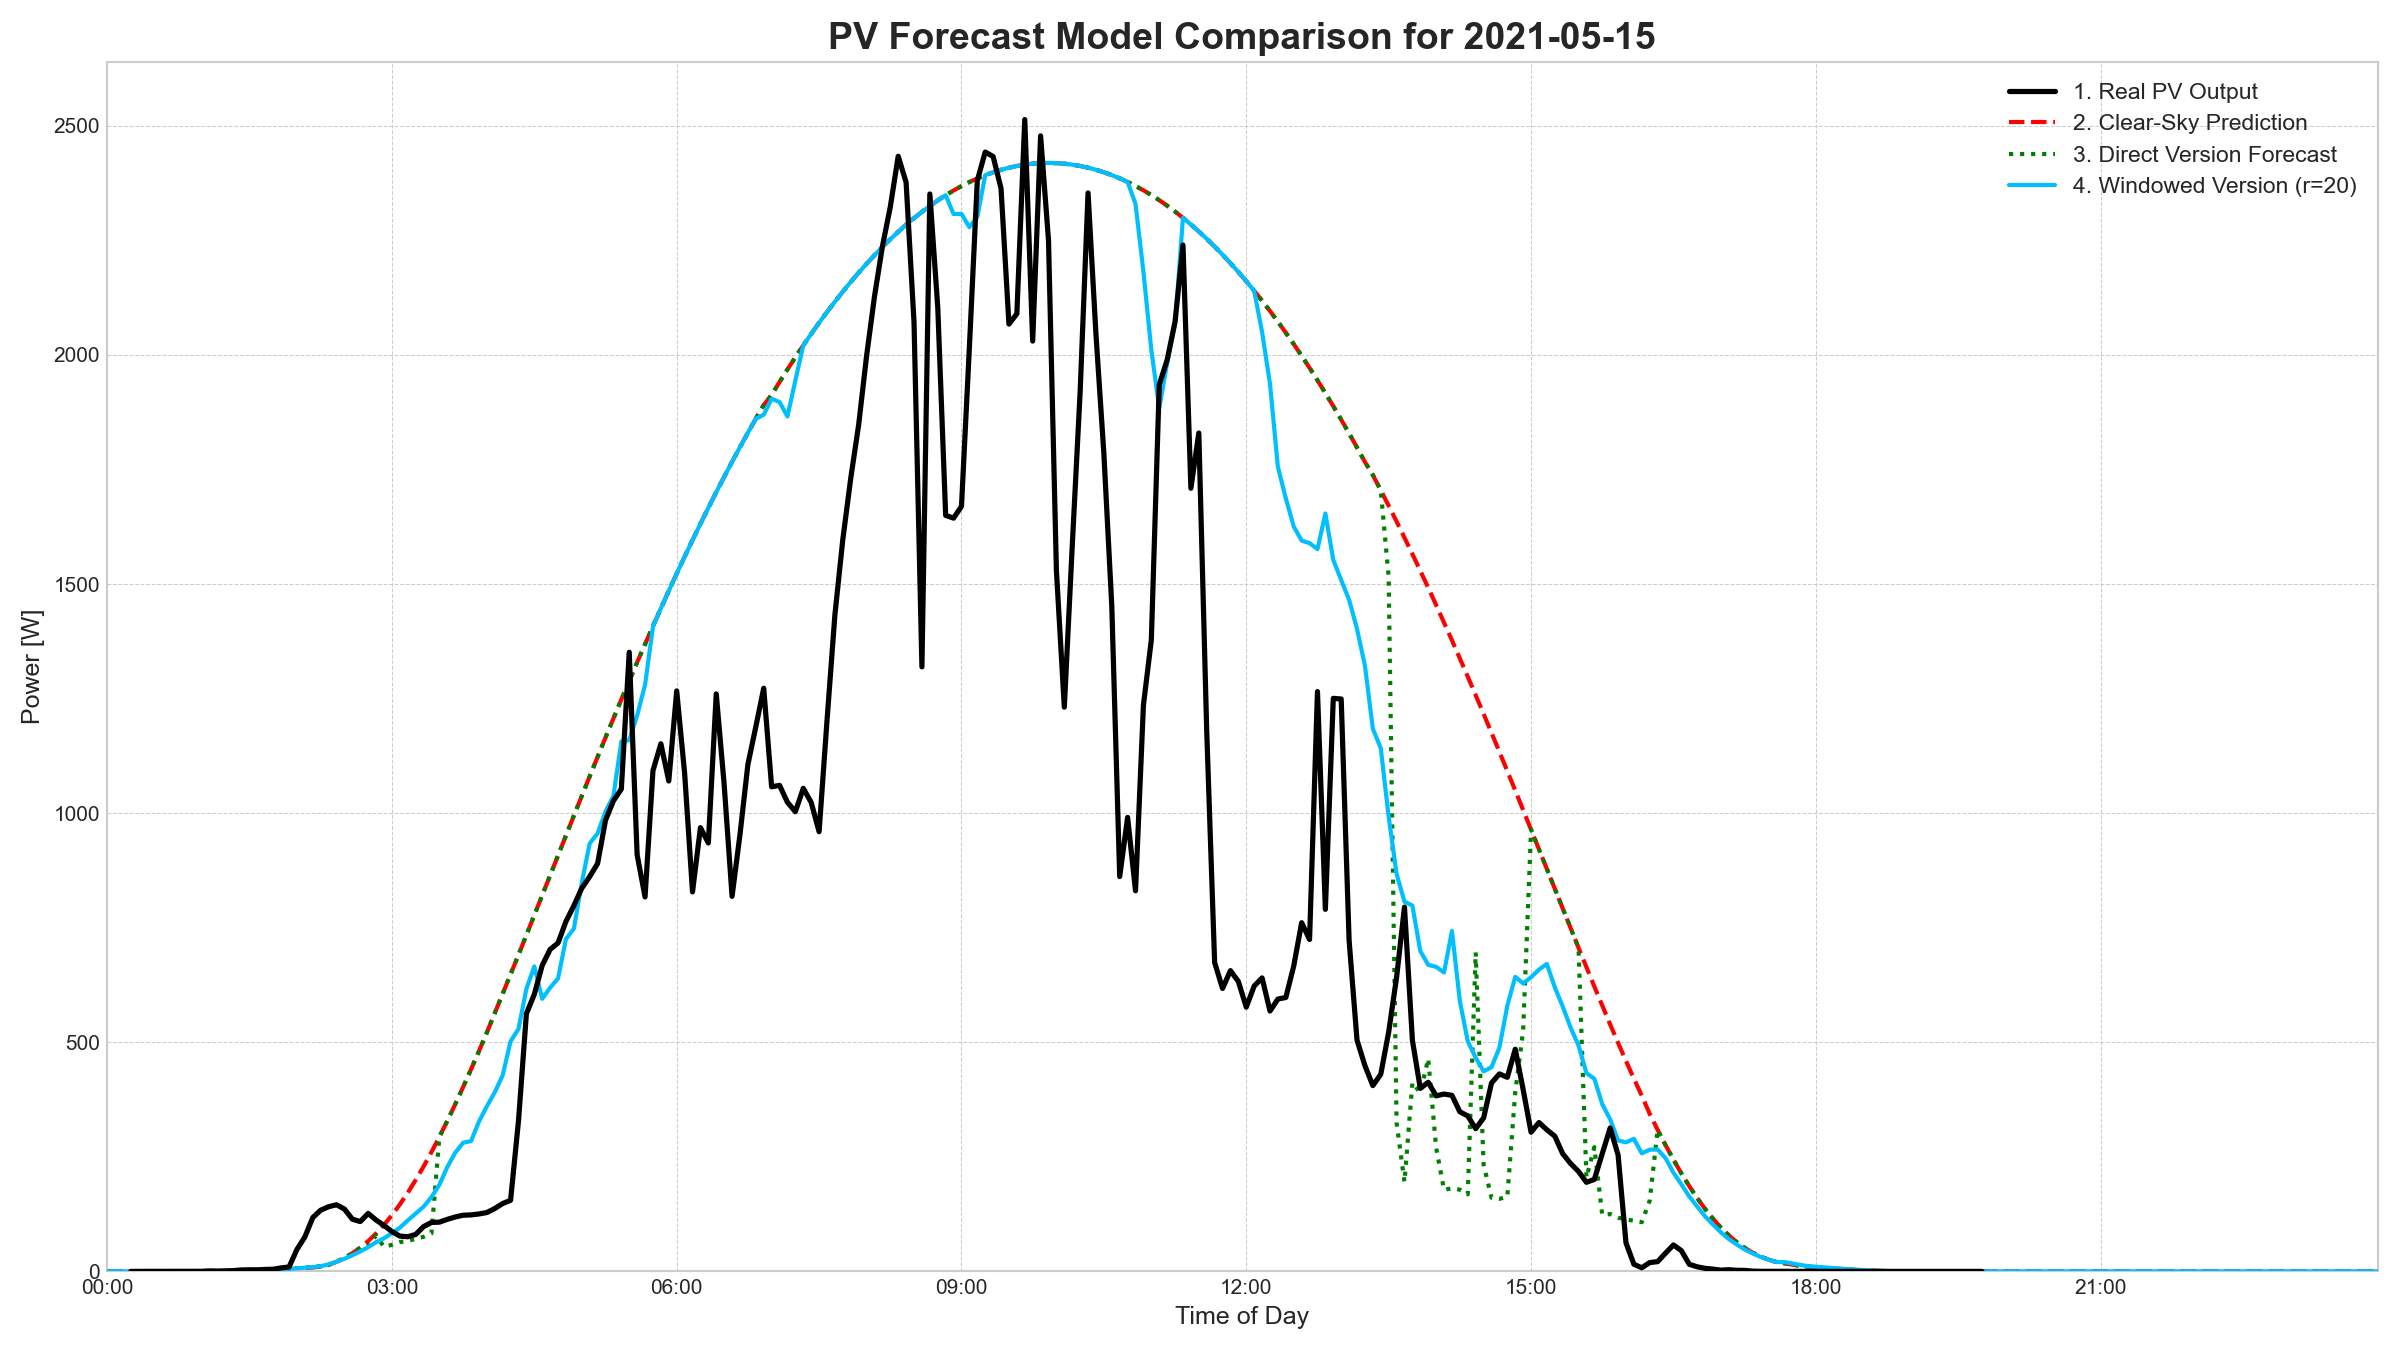 PV Forecast Model Comparison for 2021-05-15
1. Real PV Output
2. Clear-Sky Prediction
3. Direct Version Forecast
4. Windowed Version (r=20)
Power [W]
2500
2000
1500
1000
500
0
00:00 03:00 06:00 09:00 12:00 15:00 18:00 21:00
Time of Day